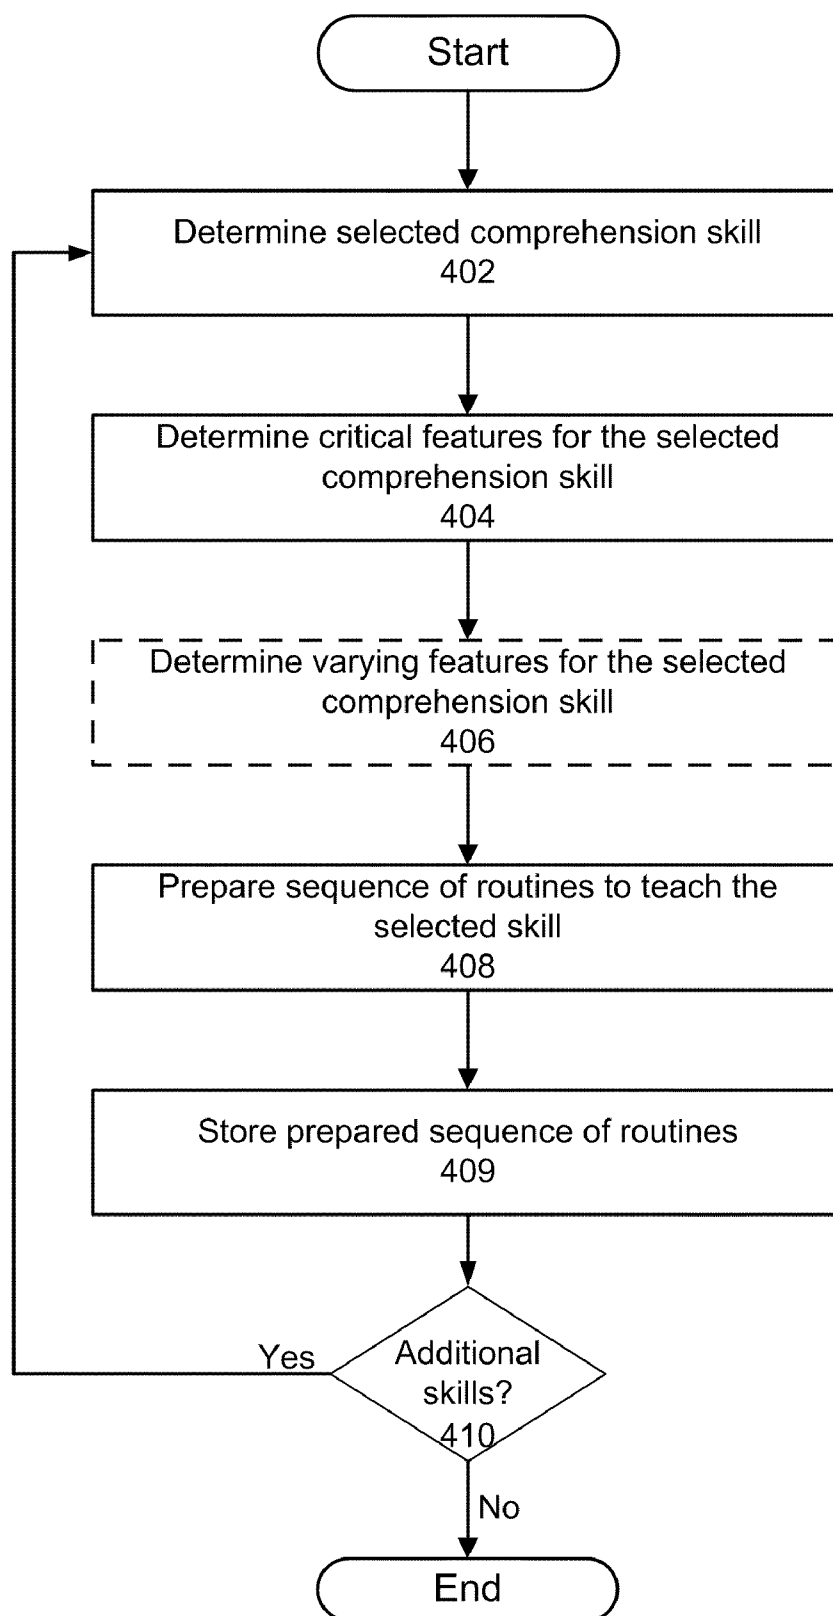 Start
Determine selected comprehension skill
402
Determine critical features for the selected
comprehension skill
404
Determine varying features for the selected
comprehension skill
406
Prepare sequence of routines to teach the
selected skill
408
Store prepared sequence of routines
409
Yes
Additional
skills?
410
No
End